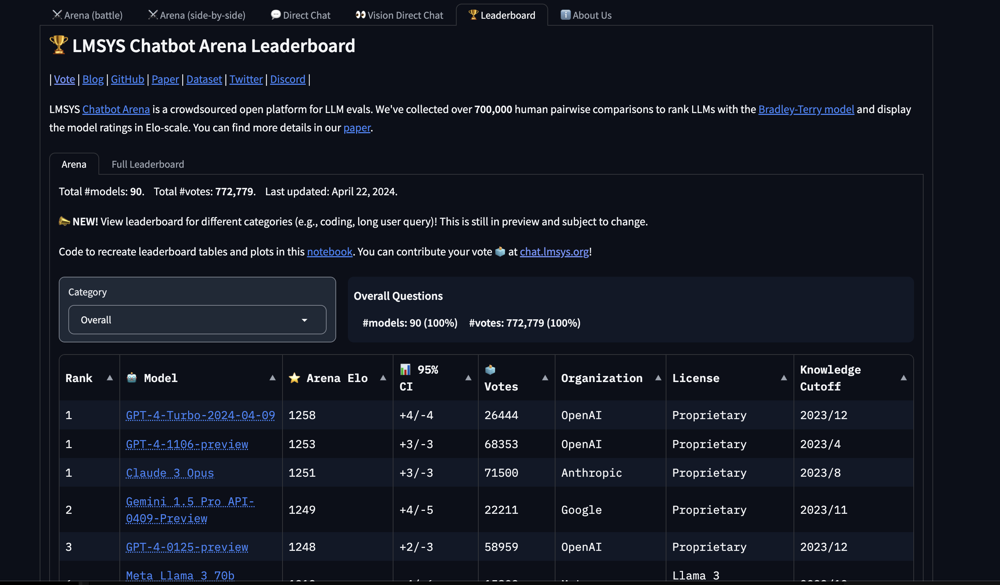 Arena (battle) Arena (side-by-side) Direct Chat Vision Direct Chat Leaderboard About Us
LMSYS Chatbot Arena Leaderboard
| Vote | Blog | GitHub | Paper | Dataset | Twitter | Discord |
LMSYS Chatbot Arena is a crowdsourced open platform for LLM evals. We've collected over 700,000 human pairwise comparisons to rank LLMs with the Bradley-Terry model and display
the model ratings in Elo-scale. You can find more details in our paper.
Arena Full Leaderboard
Total #models: 90. Total #votes: 772,779. Last updated: April 22, 2024.
NEW! View leaderboard for different categories (e.g., coding, long user query)! This is still in preview and subject to change.
Code to recreate leaderboard tables and plots in this notebook. You can contribute your vote at chat.lmsys.org!
Category
Overall
Overall Questions
#models: 90 (100%) #votes: 772,779 (100%)
Rank Model Arena Elo 95% CI Votes Organization License Knowledge Cutoff
1 GPT-4-Turbo-2024-04-09 1258 +4/-4 26444 OpenAI Proprietary 2023/12
1 GPT-4-1106-preview 1253 +3/-3 68353 OpenAI Proprietary 2023/4
1 Claude 3 Opus 1251 +3/-3 71500 Anthropic Proprietary 2023/8
2 Gemini 1.5 Pro API-0409-Preview 1249 +4/-5 22211 Google Proprietary 2023/11
3 GPT-4-0125-preview 1248 +2/-3 58959 OpenAI Proprietary 2023/12
Meta Llama 3 70b Llama 3